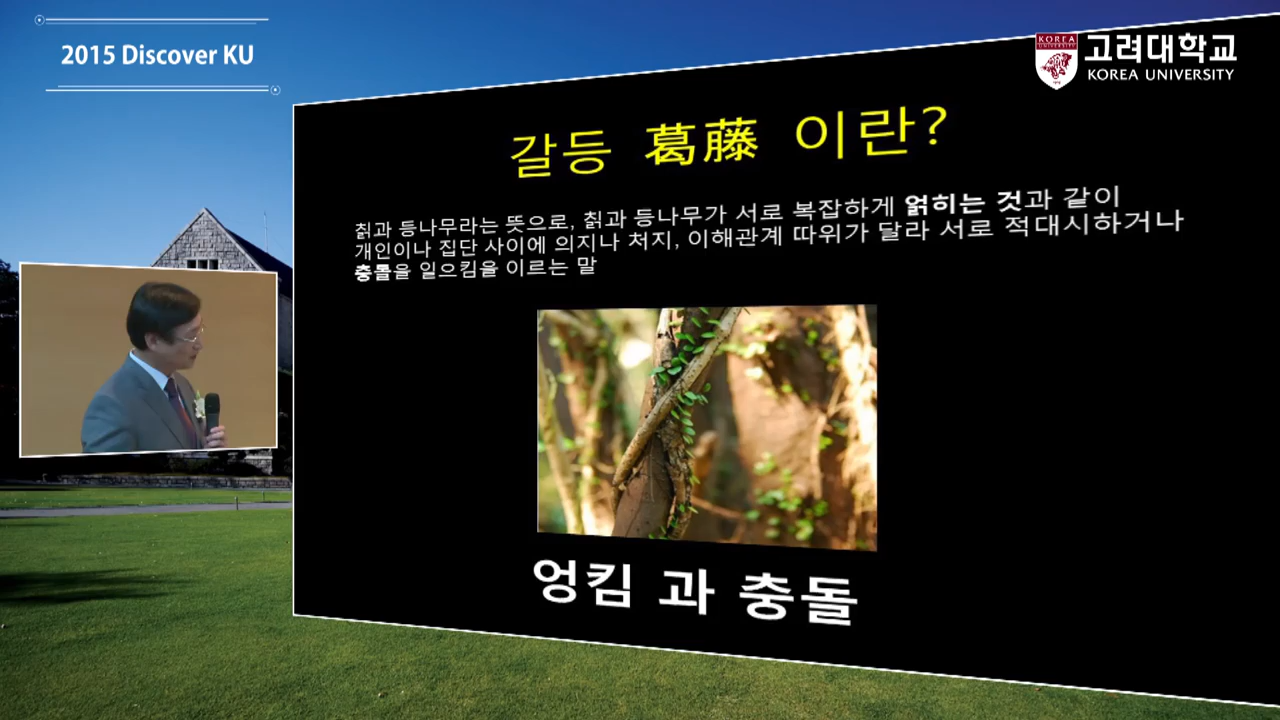 2015 Discover KU
KOREA UNIVERSITY
고려대학교
KOREA UNIVERSITY
갈등 葛藤 이란?
칡과 등나무라는 뜻으로, 칡과 등나무가 서로 복잡하게 얽히는 것과 같이
개인이나 집단 사이에 의지나 처지, 이해관계 따위가 달라 서로 적대시하거나
충돌을 일으킴을 이르는 말
엉킴 과 충돌